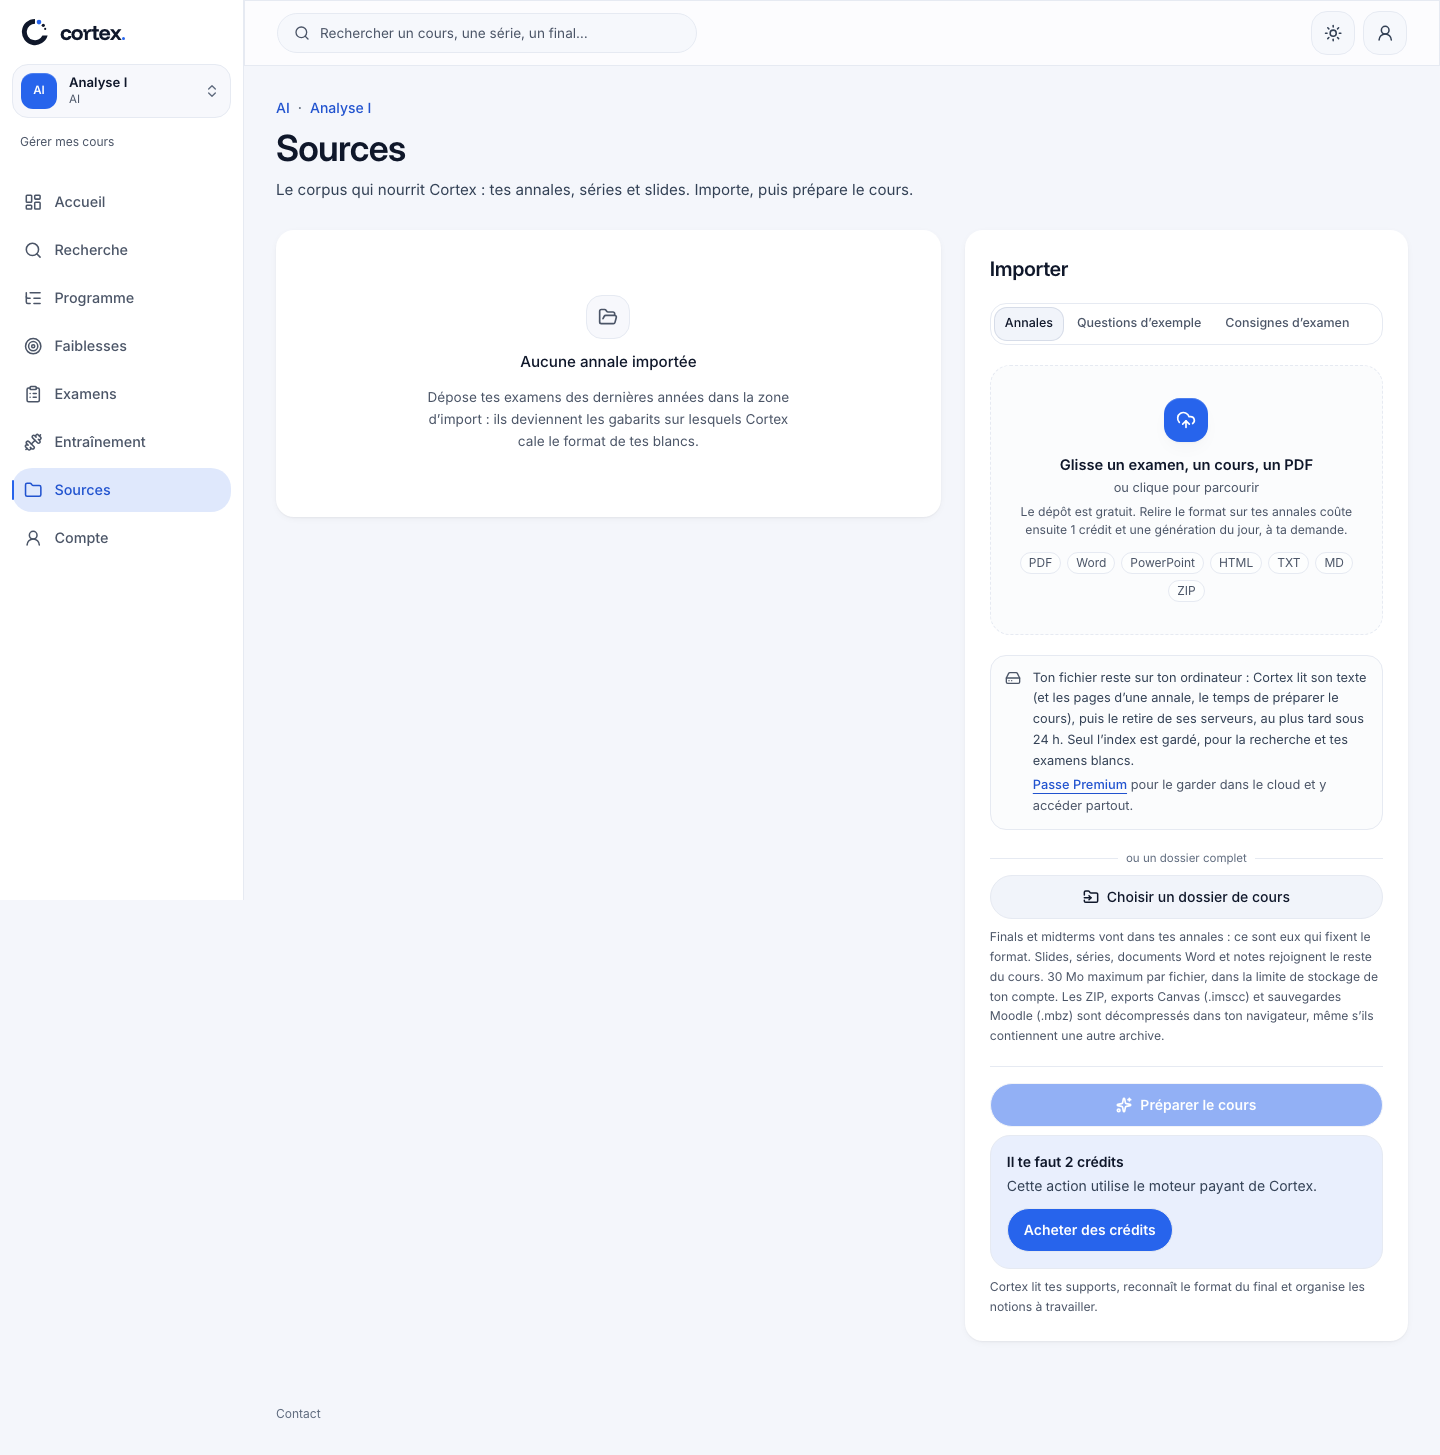 cortex.
AI
Analyse I
AI
Gérer mes cours
Accueil
Recherche
Programme
Faiblesses
Examens
Entraînement
Sources
Compte
Rechercher un cours, une série, un final...
AI · Analyse I
Sources
Le corpus qui nourrit Cortex : tes annales, séries et slides. Importe, puis prépare le cours.
Aucune annale importée
Dépose tes examens des dernières années dans la zone
d’import : ils deviennent les gabarits sur lesquels Cortex
cale le format de tes blancs.
Importer
Annales Questions d’exemple Consignes d’examen
Glisse un examen, un cours, un PDF
ou clique pour parcourir
Le dépôt est gratuit. Relire le format sur tes annales coûte
ensuite 1 crédit et une génération du jour, à ta demande.
PDF Word PowerPoint HTML TXT MD
ZIP
Ton fichier reste sur ton ordinateur : Cortex lit son texte
(et les pages d’une annale, le temps de préparer le
cours), puis le retire de ses serveurs, au plus tard sous
24 h. Seul l’index est gardé, pour la recherche et tes
examens blancs.
Passe Premium pour le garder dans le cloud et y
accéder partout.
ou un dossier complet
Choisir un dossier de cours
Finals et midterms vont dans tes annales : ce sont eux qui fixent le
format. Slides, séries, documents Word et notes rejoignent le reste
du cours. 30 Mo maximum par fichier, dans la limite de stockage de
ton compte. Les ZIP, exports Canvas (.imscc) et sauvegardes
Moodle (.mbz) sont décompressés dans ton navigateur, même s’ils
contiennent une autre archive.
Préparer le cours
Il te faut 2 crédits
Cette action utilise le moteur payant de Cortex.
Acheter des crédits
Cortex lit tes supports, reconnaît le format du final et organise les
notions à travailler.
Contact